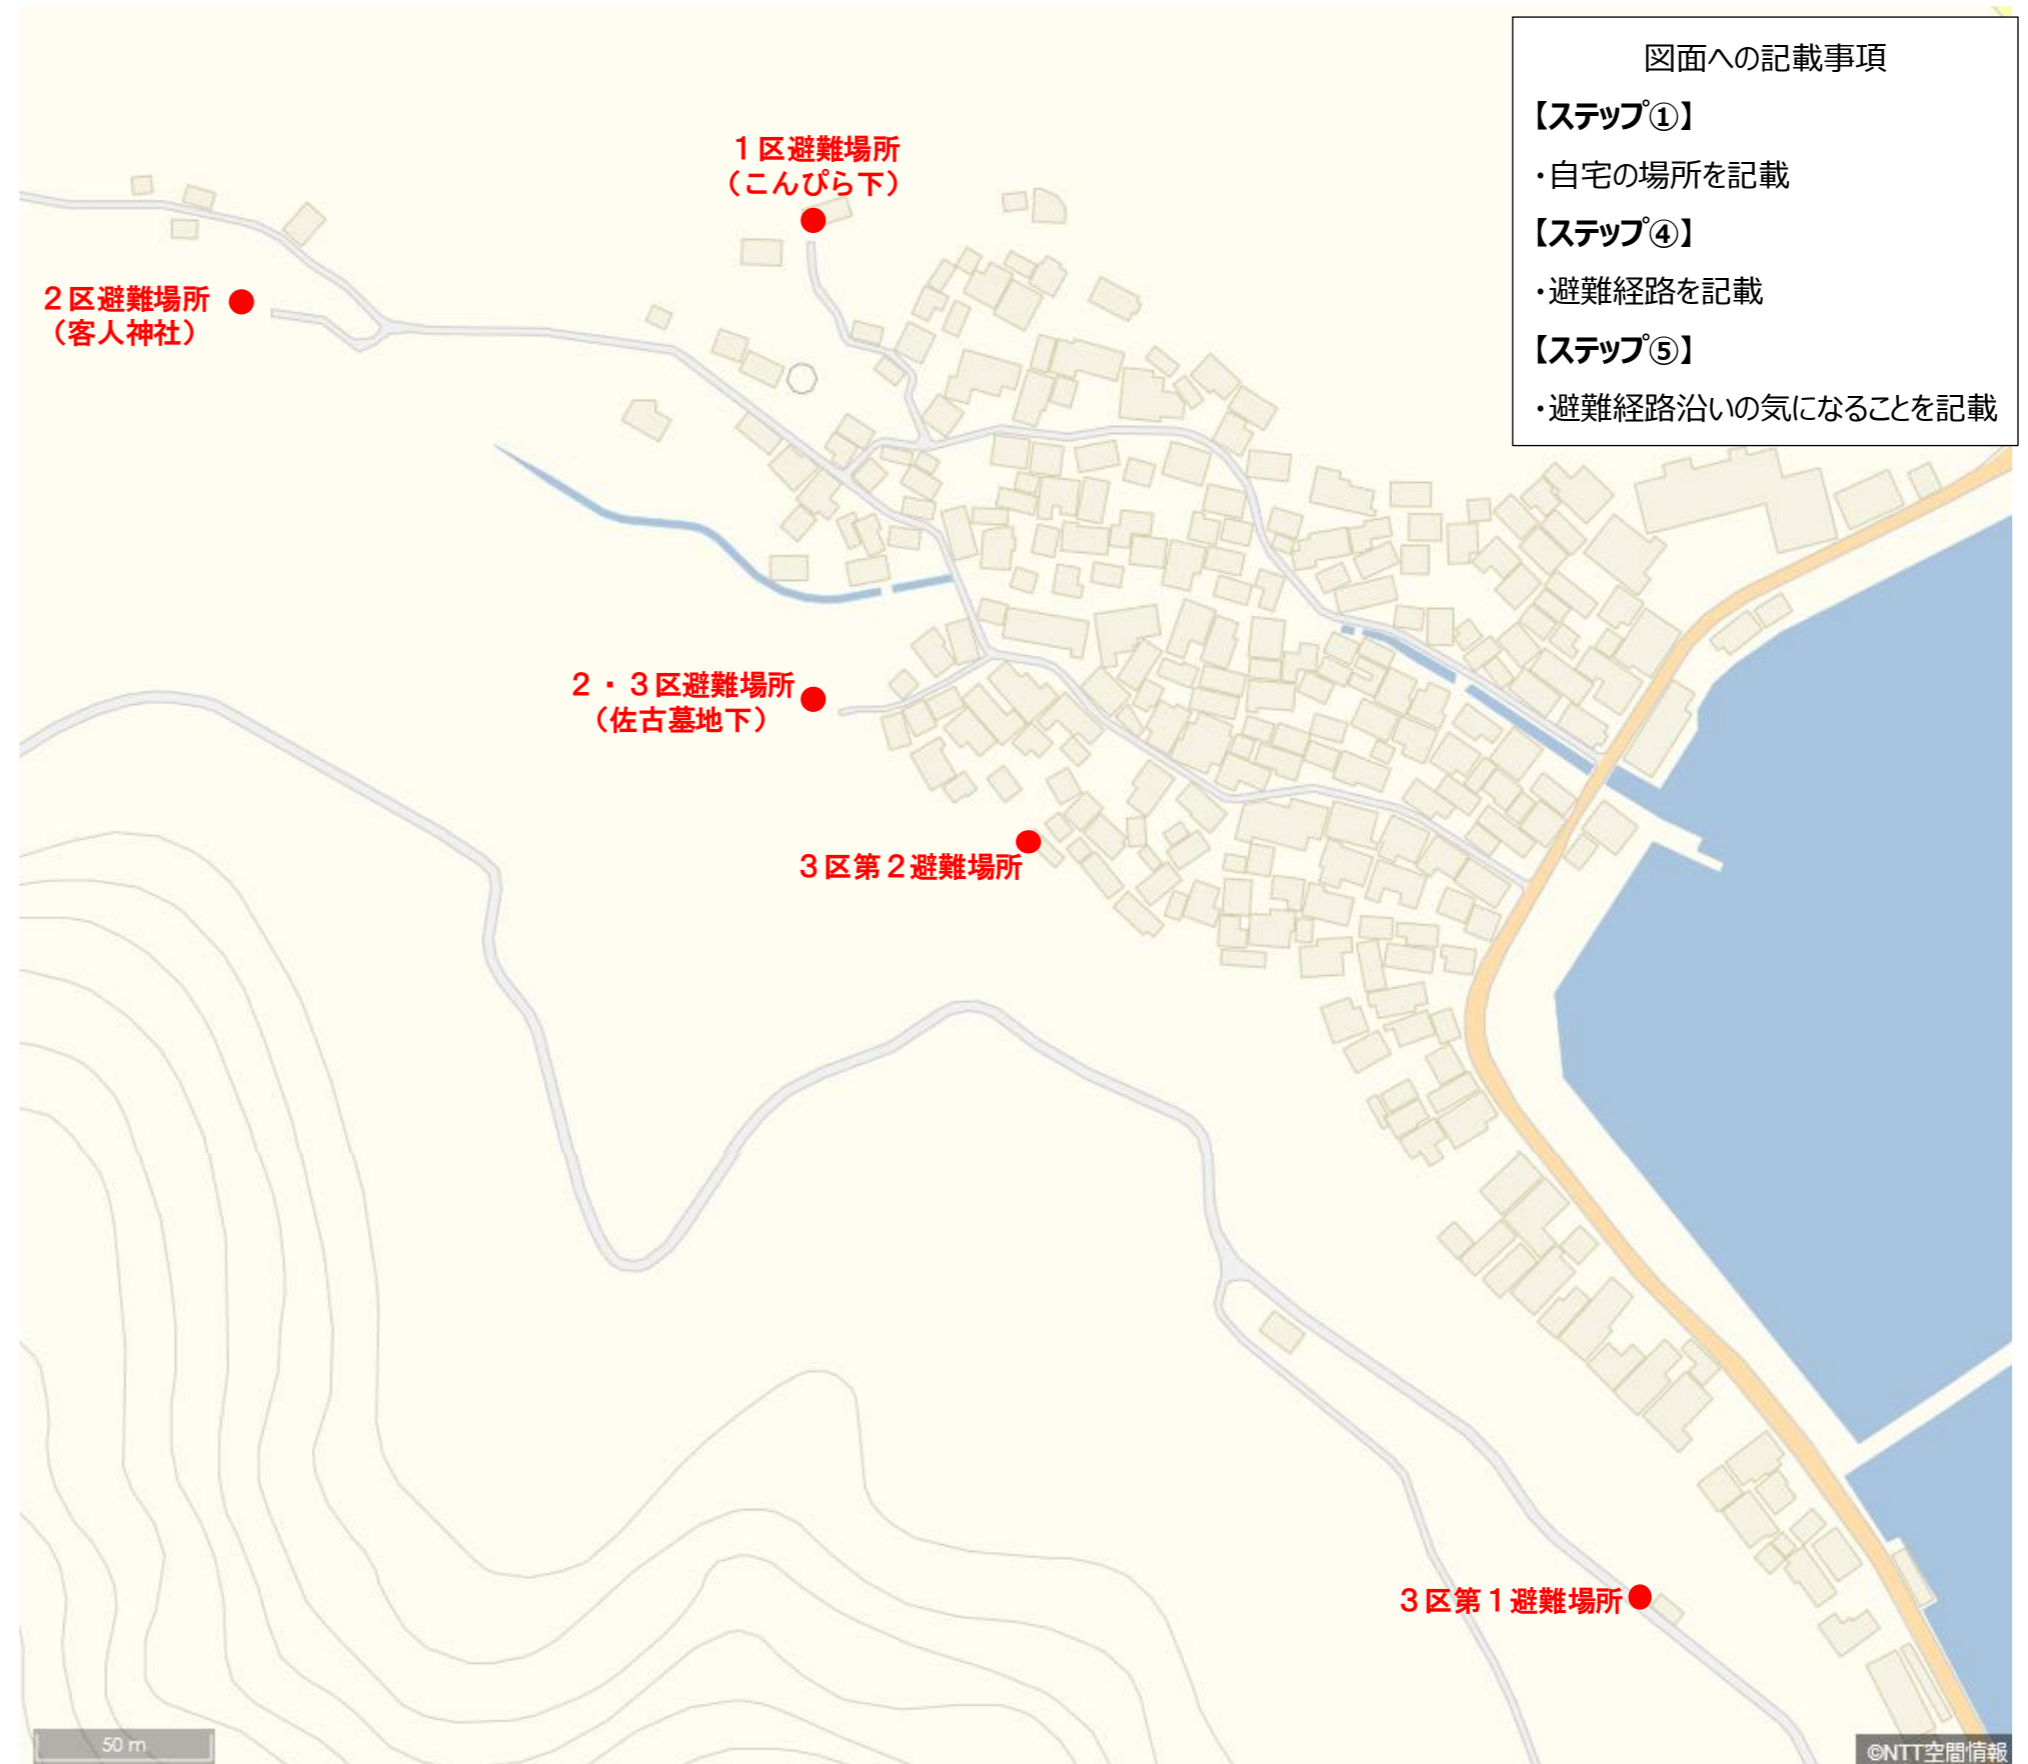 図面への記載事項
【ステップ①】
・自宅の場所を記載
【ステップ④】
・避難経路を記載
【ステップ⑤】
・避難経路沿いの気になることを記載
１区避難場所
（こんぴら下）
２区避難場所
（客人神社）
２・３区避難場所
（佐古墓地下）
３区第２避難場所
３区第１避難場所
50 m
©NTT空間情報